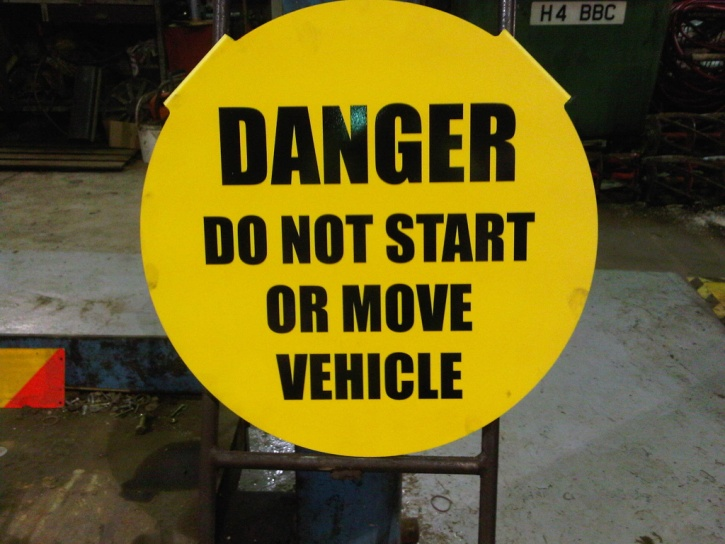 H4 BBC
DANGER
DO NOT START
OR MOVE
VEHICLE